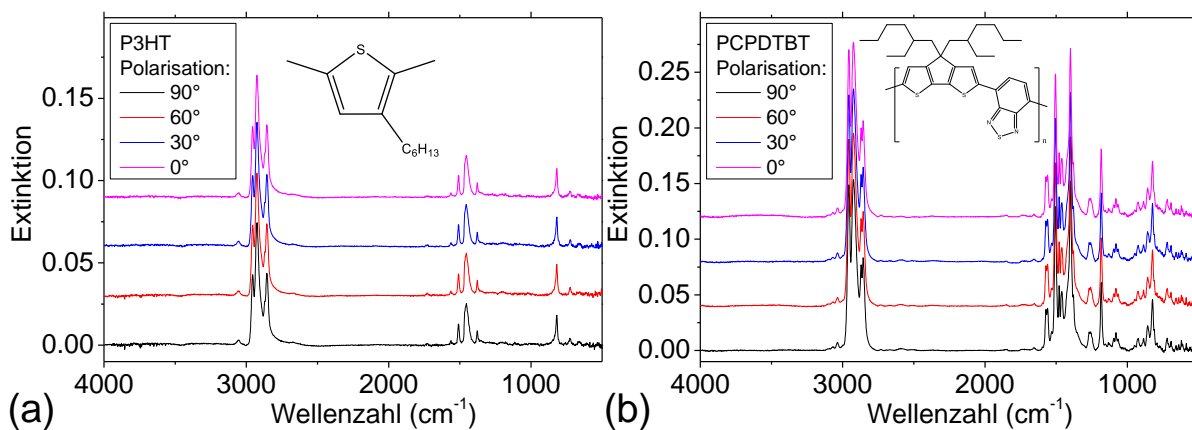 P3HT
Polarisation:
90°
60°
30°
0°
S
C6H13
0.15
0.10
0.05
0.00
Extinktion
4000 3000 2000 1000
Wellenzahl (cm-1)
(a)
PCPDTBT
Polarisation:
90°
60°
30°
0°
S S
N N
S
n
0.25
0.20
0.15
0.10
0.05
0.00
Extinktion
4000 3000 2000 1000
Wellenzahl (cm-1)
(b)